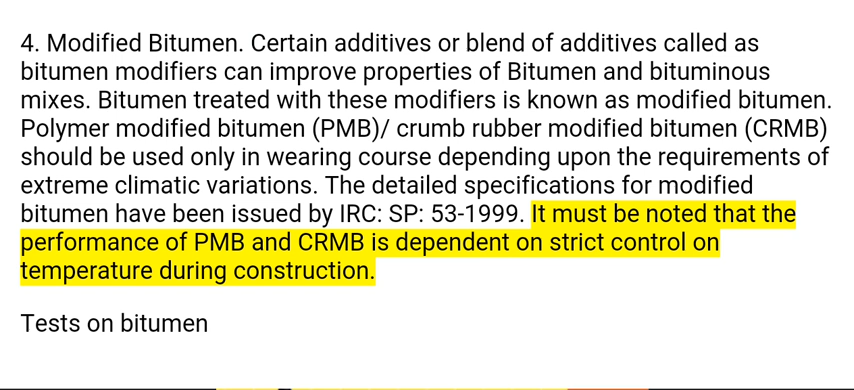 4. Modified Bitumen. Certain additives or blend of additives called as
bitumen modifiers can improve properties of Bitumen and bituminous
mixes. Bitumen treated with these modifiers is known as modified bitumen.
Polymer modified bitumen (PMB)/ crumb rubber modified bitumen (CRMB)
should be used only in wearing course depending upon the requirements of
extreme climatic variations. The detailed specifications for modified
bitumen have been issued by IRC: SP: 53-1999. It must be noted that the
performance of PMB and CRMB is dependent on strict control on
temperature during construction.
Tests on bitumen